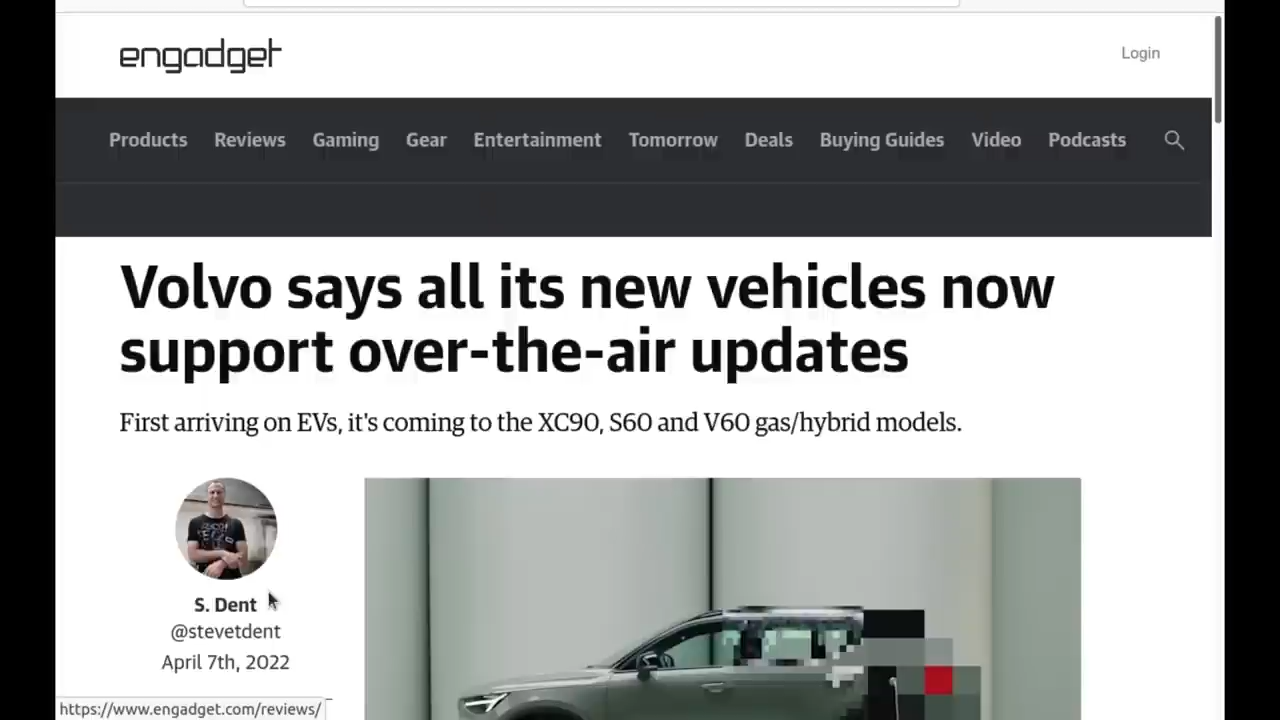 engadget
Login
Products Reviews Gaming Gear Entertainment Tomorrow Deals Buying Guides Video Podcasts
Volvo says all its new vehicles now
support over-the-air updates
First arriving on EVs, it's coming to the XC90, S60 and V60 gas/hybrid models.
S. Dent
@stevetdent
April 7th, 2022
https://www.engadget.com/reviews/